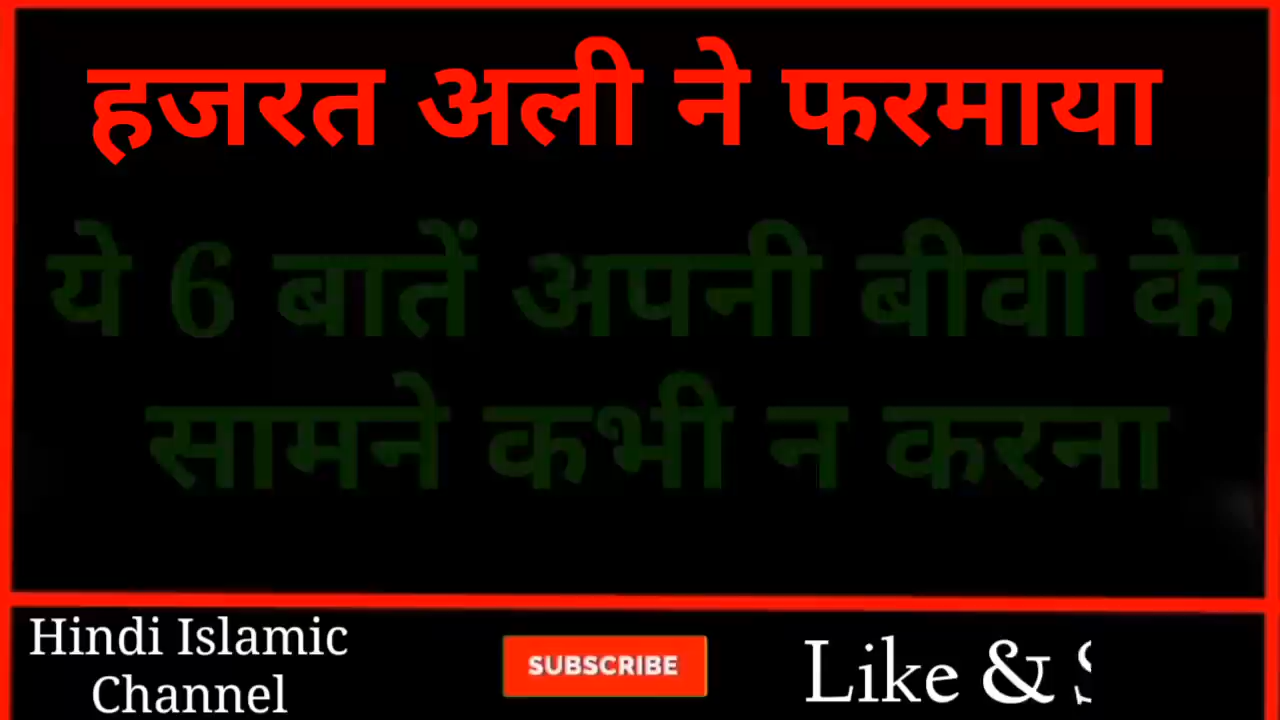 हजरत अली ने फरमाया
ये 6 बातें अपनी बीवी के
सामने कभी न करना
Hindi Islamic
Channel
SUBSCRIBE
Like &